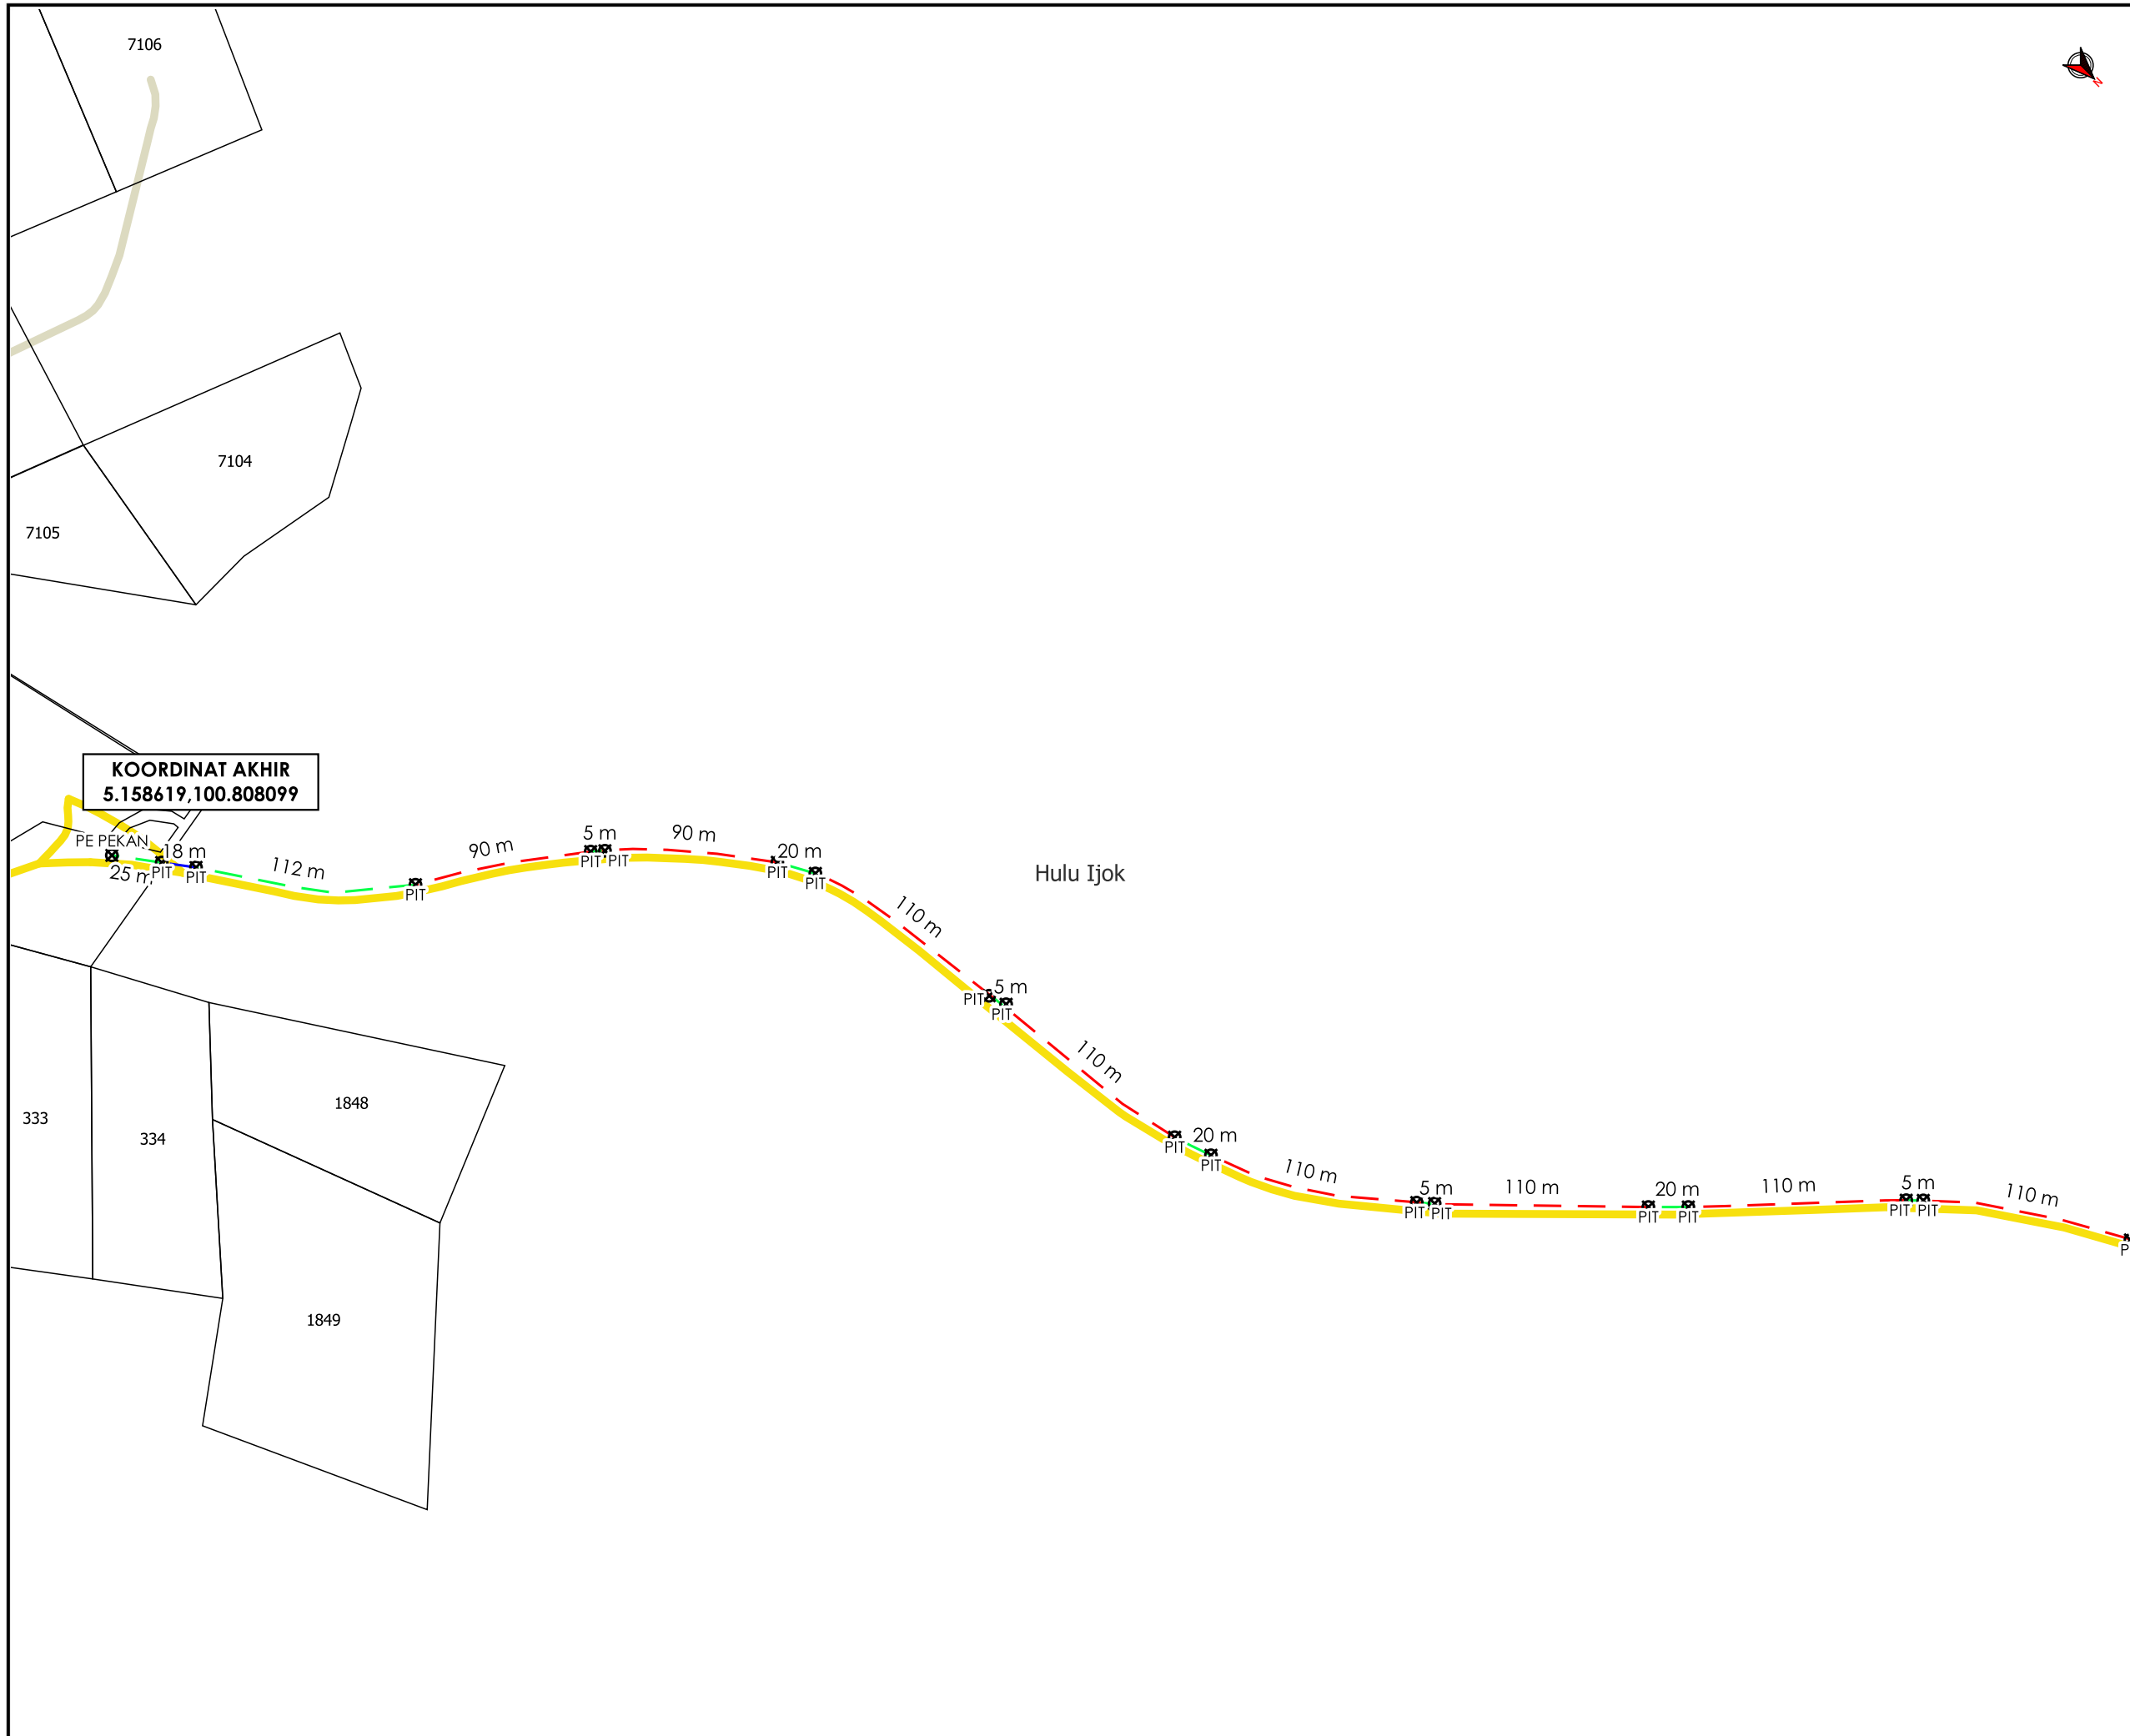 7106
N
7104
7105
KOORDINAT AKHIR
5.158619,100.808099
PE PEKAN
18 m
25 m
PIT
PIT
112 m
PIT
90 m
5 m
PIT
PIT
90 m
20 m
PIT
PIT
Hulu Ijok
110 m
5 m
PIT
PIT
110 m
20 m
PIT
PIT
110 m
5 m
PIT
PIT
110 m
20 m
PIT
PIT
110 m
5 m
PIT
PIT
110 m
P
333
334
1848
1849